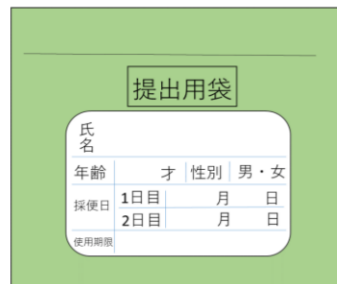 提出用袋
氏名
年齢 才 性別 男・女
採便日 1日目 月 日
2日目 月 日
使用期限